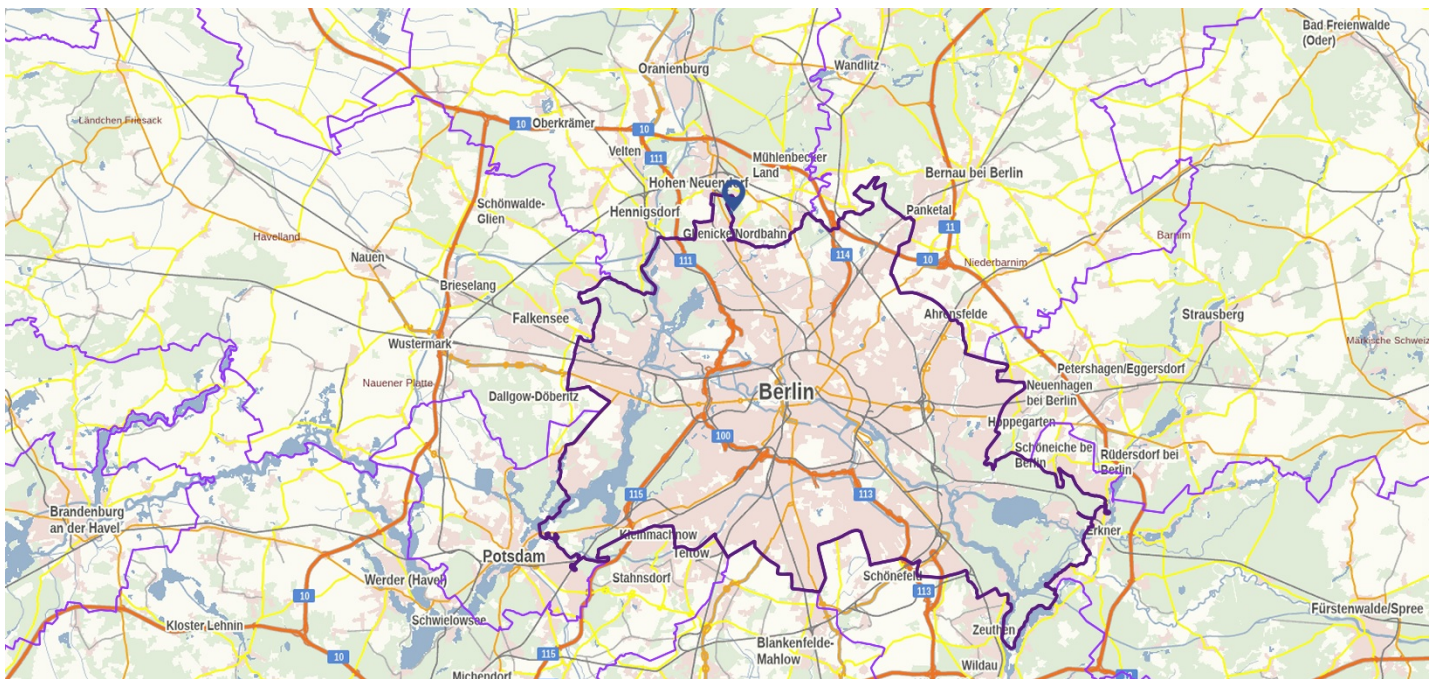 Bad Freienwalde
(Oder)
Wandlitz
Oranienburg
Ländchen Friesack
10
Oberkrämer
10
Velten
111
Mühlenbecker
Land
Bernau bei Berlin
Hohen Neuendorf
Schönwalde-
Glien
Hennigsdorf
Panketal
11
Havelland
Glienicke/Nordbahn
Barnim
Nauen
111
114
10
Niederbarnim
Brieselang
Falkensee
Ahrensfelde
Strausberg
Wustermark
Märkische Schweiz
Petershagen/Eggersdorf
Nauener Platte
Neuenhagen
bei Berlin
Dallgow-Döberitz
Berlin
Hoppegarten
100
Schöneiche be
Berlin
Rüdersdorf bei
Berlin
115
113
Brandenburg
an der Havel
Erkner
Kleinmachnow
Teltow
Potsdam
Werder (Havel)
Stahnsdorf
Schönefeld
113
10
Schwielowsee
Fürstenwalde/Spree
Kloster Lehnin
Zeuthen
Blankenfelde-
Mahlow
115
10
Wildau
Michendorf
10